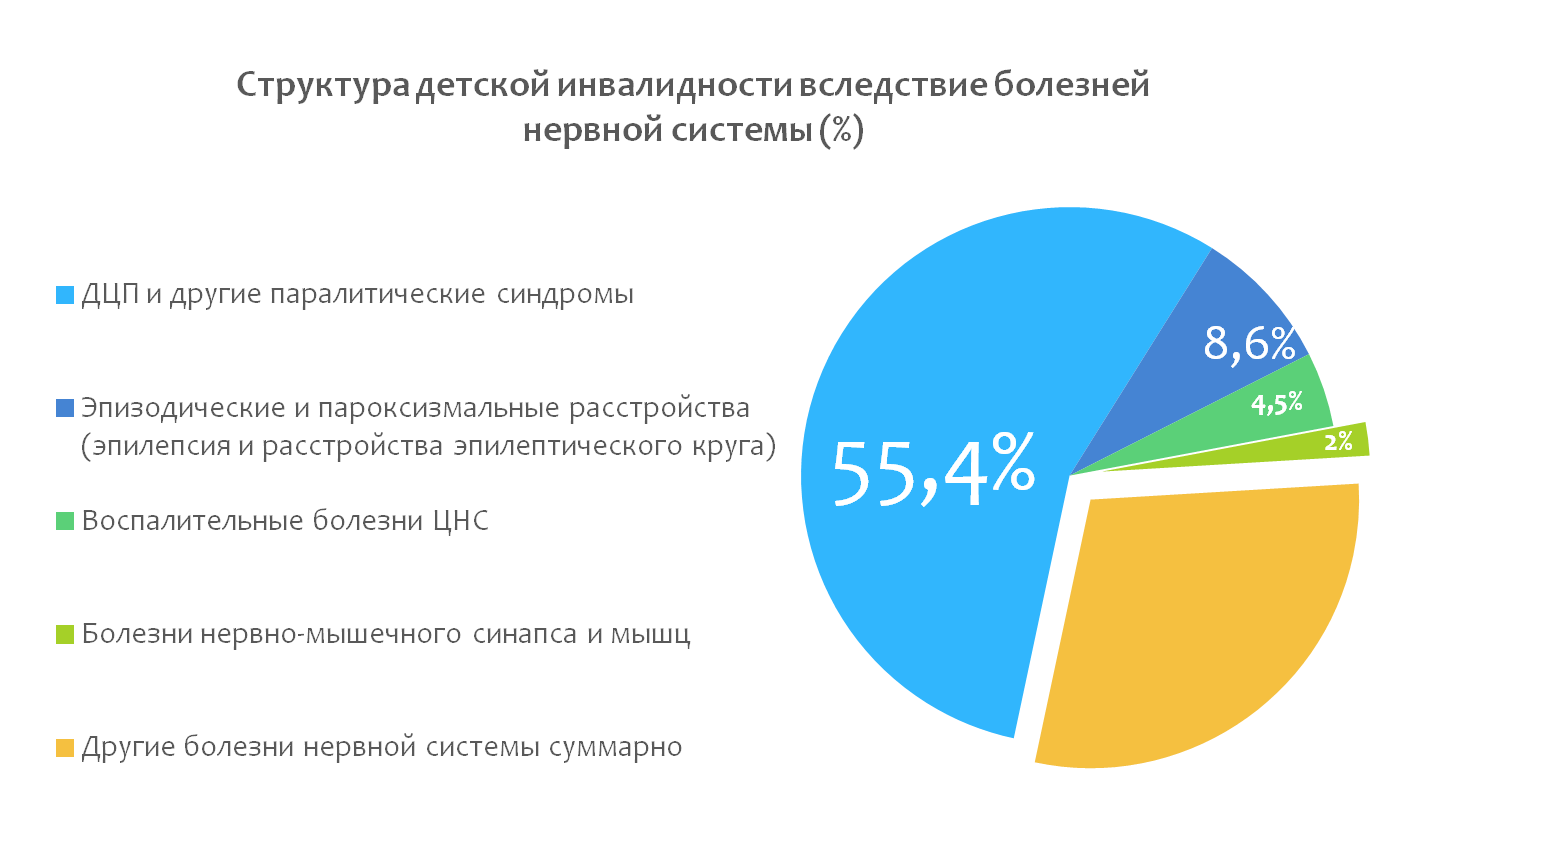 Структура детской инвалидности вследствие болезней
нервной системы (%)
ДЦП и другие паралитические синдромы
Эпизодические и пароксизмальные расстройства
(эпилепсия и расстройства эпилептического круга)
Воспалительные болезни ЦНС
Болезни нервно-мышечного синапса и мышц
Другие болезни нервной системы суммарно
8,6%
4,5%
2%
55,4%